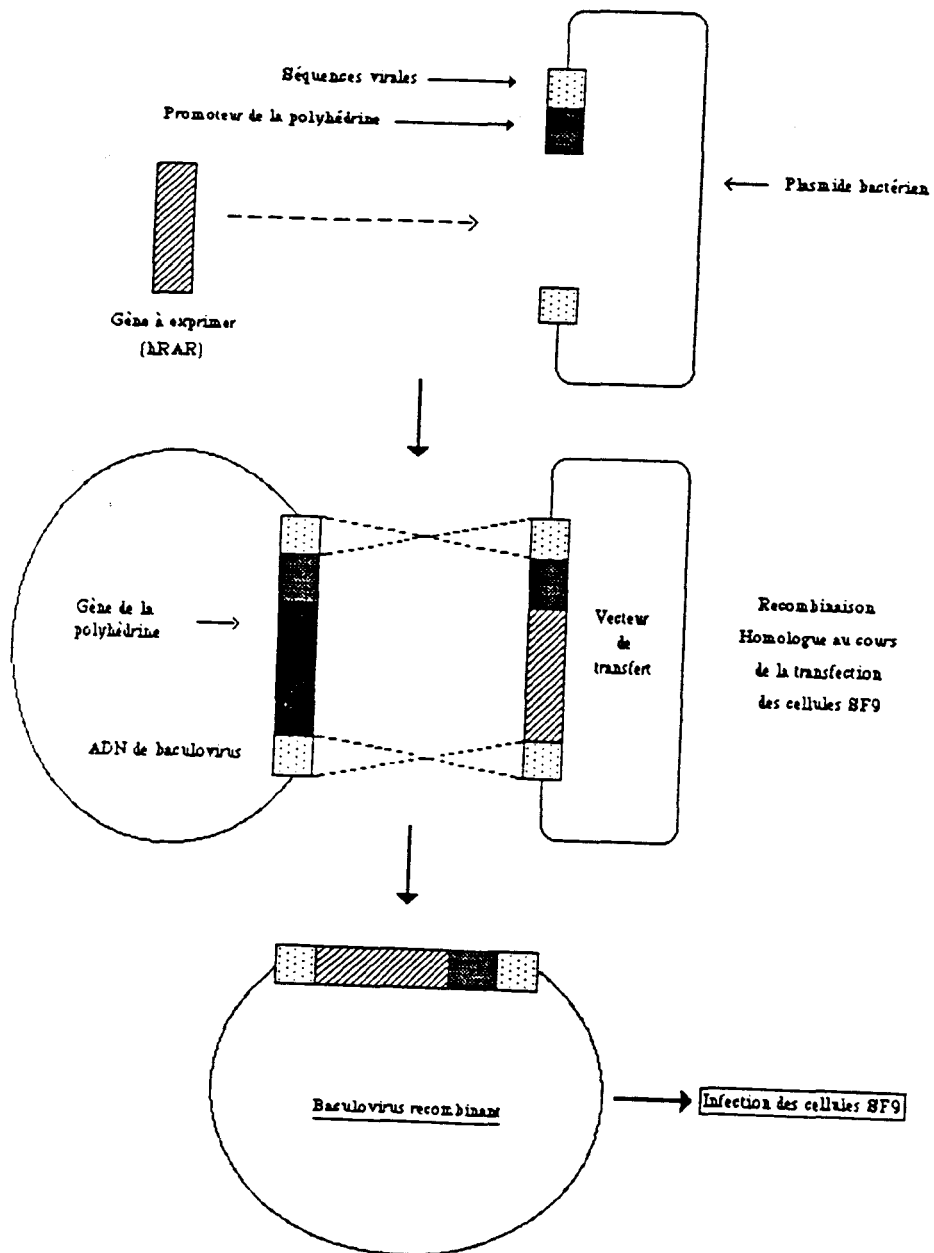 Séquences virales
Promoteur de la polyhédrine
Plasmide bactérien
Gène à exprimer
(hRAR)
Gène de la
polyhèdrine
ADN de baculovirus
Vecteur
de
transfert
Recombinaison
Homologue au cours
de la transfection
des cellules SF9
Baculovirus recombinant
Infection des cellules SF9